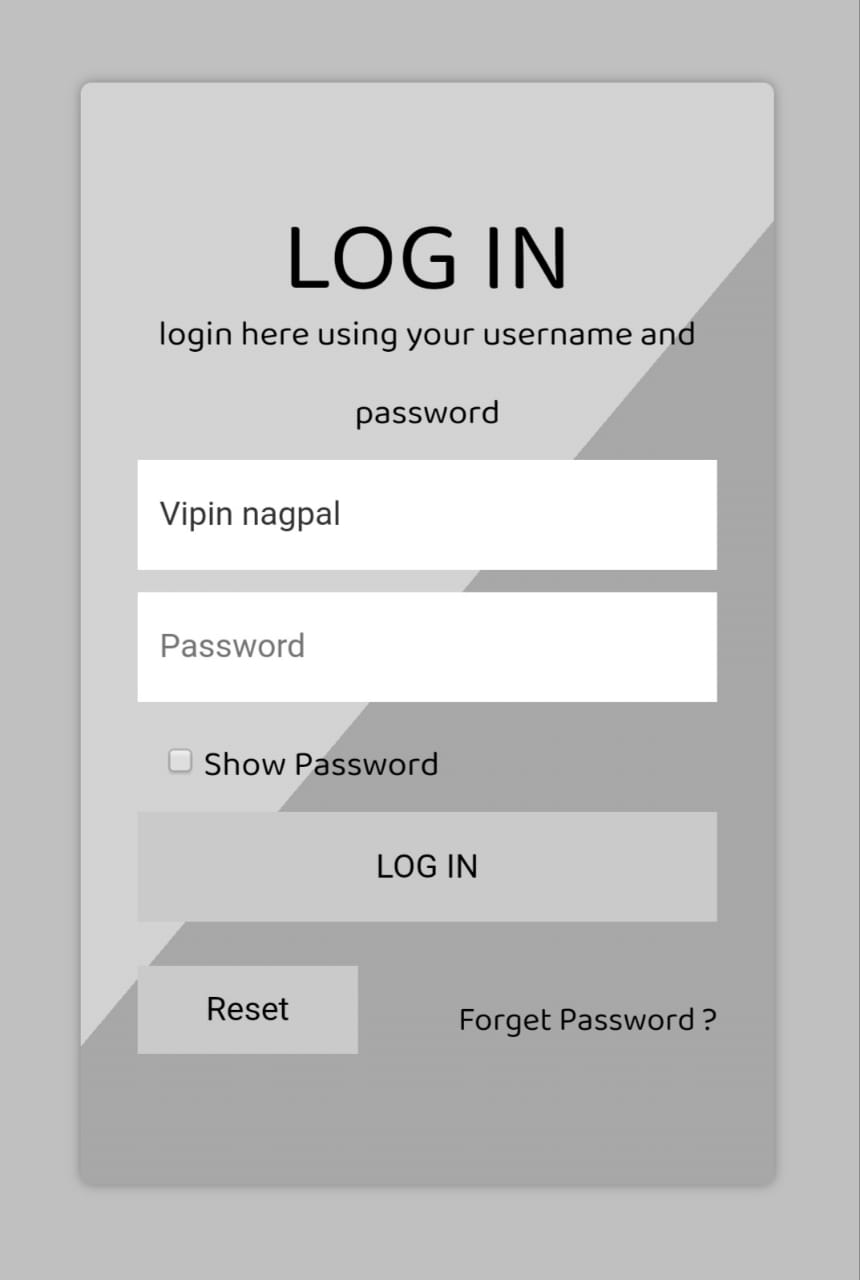 LOG IN
login here using your username and
password
Vipin nagpal
Password
Show Password
LOG IN
Reset
Forget Password ?